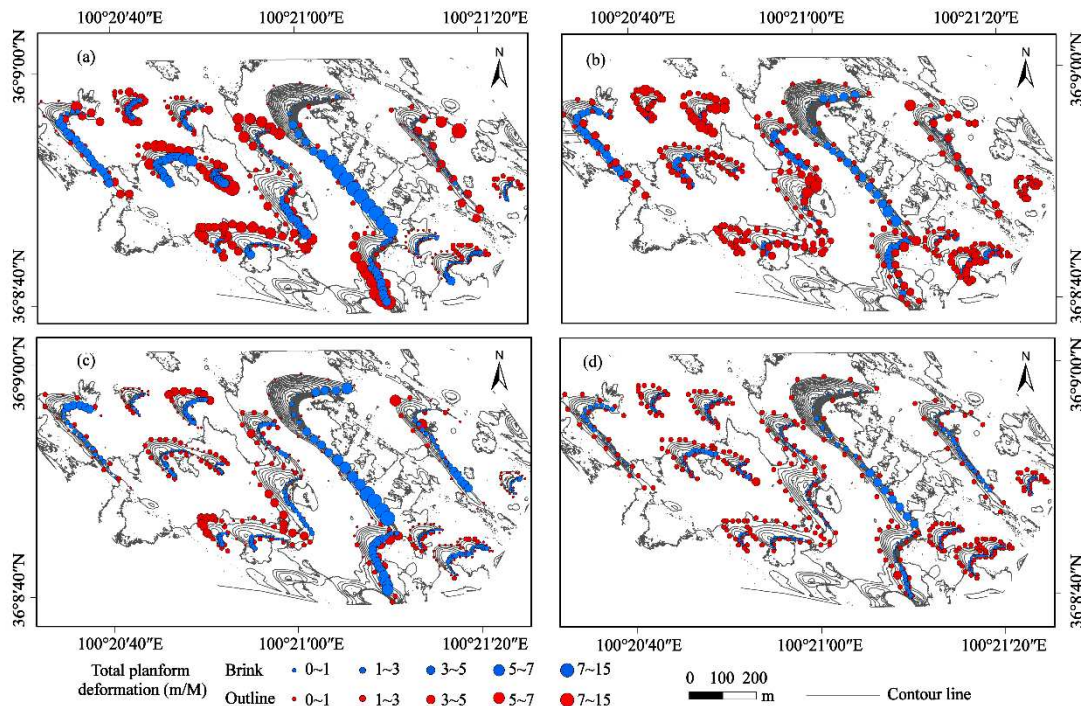 100°20′40″E 100°21′00″E 100°21′20″E 100°20′40″E 100°21′00″E 100°21′20″E
(a) N (b) N
36°9′00″N 36°9′00″N
36°8′40″N 36°8′40″N
(c) N (d) N
36°9′00″N 36°9′00″N
36°8′40″N 36°8′40″N
100°20′40″E 100°21′00″E 100°21′20″E 100°20′40″E 100°21′00″E 100°21′20″E
Total planform deformation (m/M)
Brink 0~1 1~3 3~5 5~7 7~15
Outline 0~1 1~3 3~5 5~7 7~15
0 100 200
m
Contour line